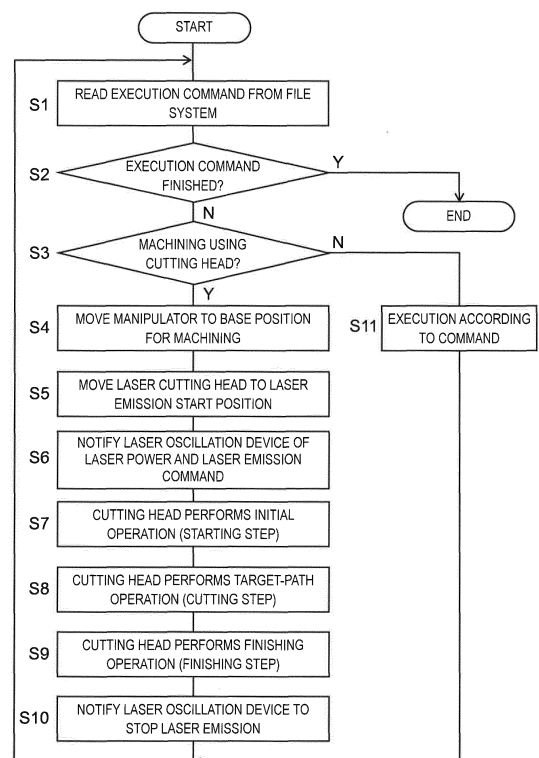 START
S1
READ EXECUTION COMMAND FROM FILE
SYSTEM
S2
EXECUTION COMMAND
FINISHED?
Y
END
N
S3
MACHINING USING
CUTTING HEAD?
N
Y
S4
MOVE MANIPULATOR TO BASE POSITION
FOR MACHINING
S11
EXECUTION ACCORDING
TO COMMAND
S5
MOVE LASER CUTTING HEAD TO LASER
EMISSION START POSITION
S6
NOTIFY LASER OSCILLATION DEVICE OF
LASER POWER AND LASER EMISSION
COMMAND
S7
CUTTING HEAD PERFORMS INITIAL
OPERATION (STARTING STEP)
S8
CUTTING HEAD PERFORMS TARGET-PATH
OPERATION (CUTTING STEP)
S9
CUTTING HEAD PERFORMS FINISHING
OPERATION (FINISHING STEP)
S10
NOTIFY LASER OSCILLATION DEVICE TO
STOP LASER EMISSION